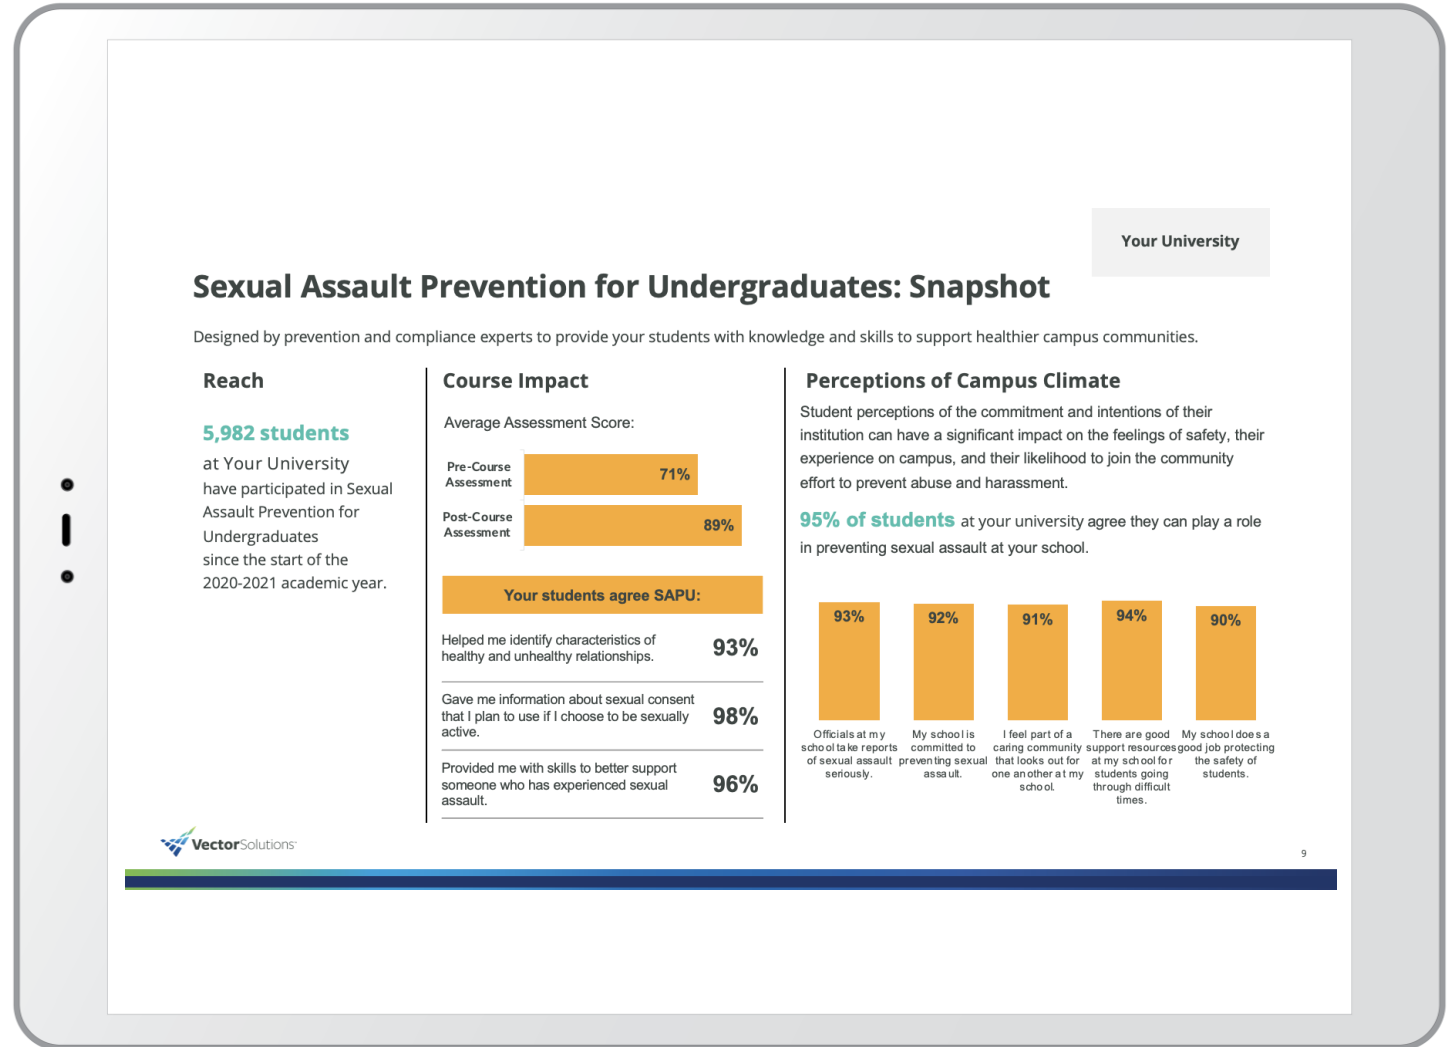 Your University
Sexual Assault Prevention for Undergraduates: Snapshot
Designed by prevention and compliance experts to provide your students with knowledge and skills to support healthier campus communities.
Reach
5,982 students
at Your University
have participated in Sexual
Assault Prevention for
Undergraduates
since the start of the
2020-2021 academic year.
Course Impact
Average Assessment Score:
Pre-Course
Assessment
71%
Post-Course
Assessment
89%
Your students agree SAPU:
Helped me identify characteristics of
healthy and unhealthy relationships.
93%
Gave me information about sexual consent
that I plan to use if I choose to be sexually
active.
98%
Provided me with skills to better support
someone who has experienced sexual
assault.
96%
Perceptions of Campus Climate
Student perceptions of the commitment and intentions of their
institution can have a significant impact on the feelings of safety, their
experience on campus, and their likelihood to join the community
effort to prevent abuse and harassment.
95% of students at your university agree they can play a role
in preventing sexual assault at your school.
93%
92%
91%
94%
90%
Officials at my
school take reports
of sexual assault
seriously.
My school is
committed to
preventing sexual
assault.
I feel part of a
caring community
that looks out for
one another at my
school.
There are good
support resources
at my school for
students going
through difficult
times.
My school does a
good job protecting
the safety of
students.
VectorSolutions
9